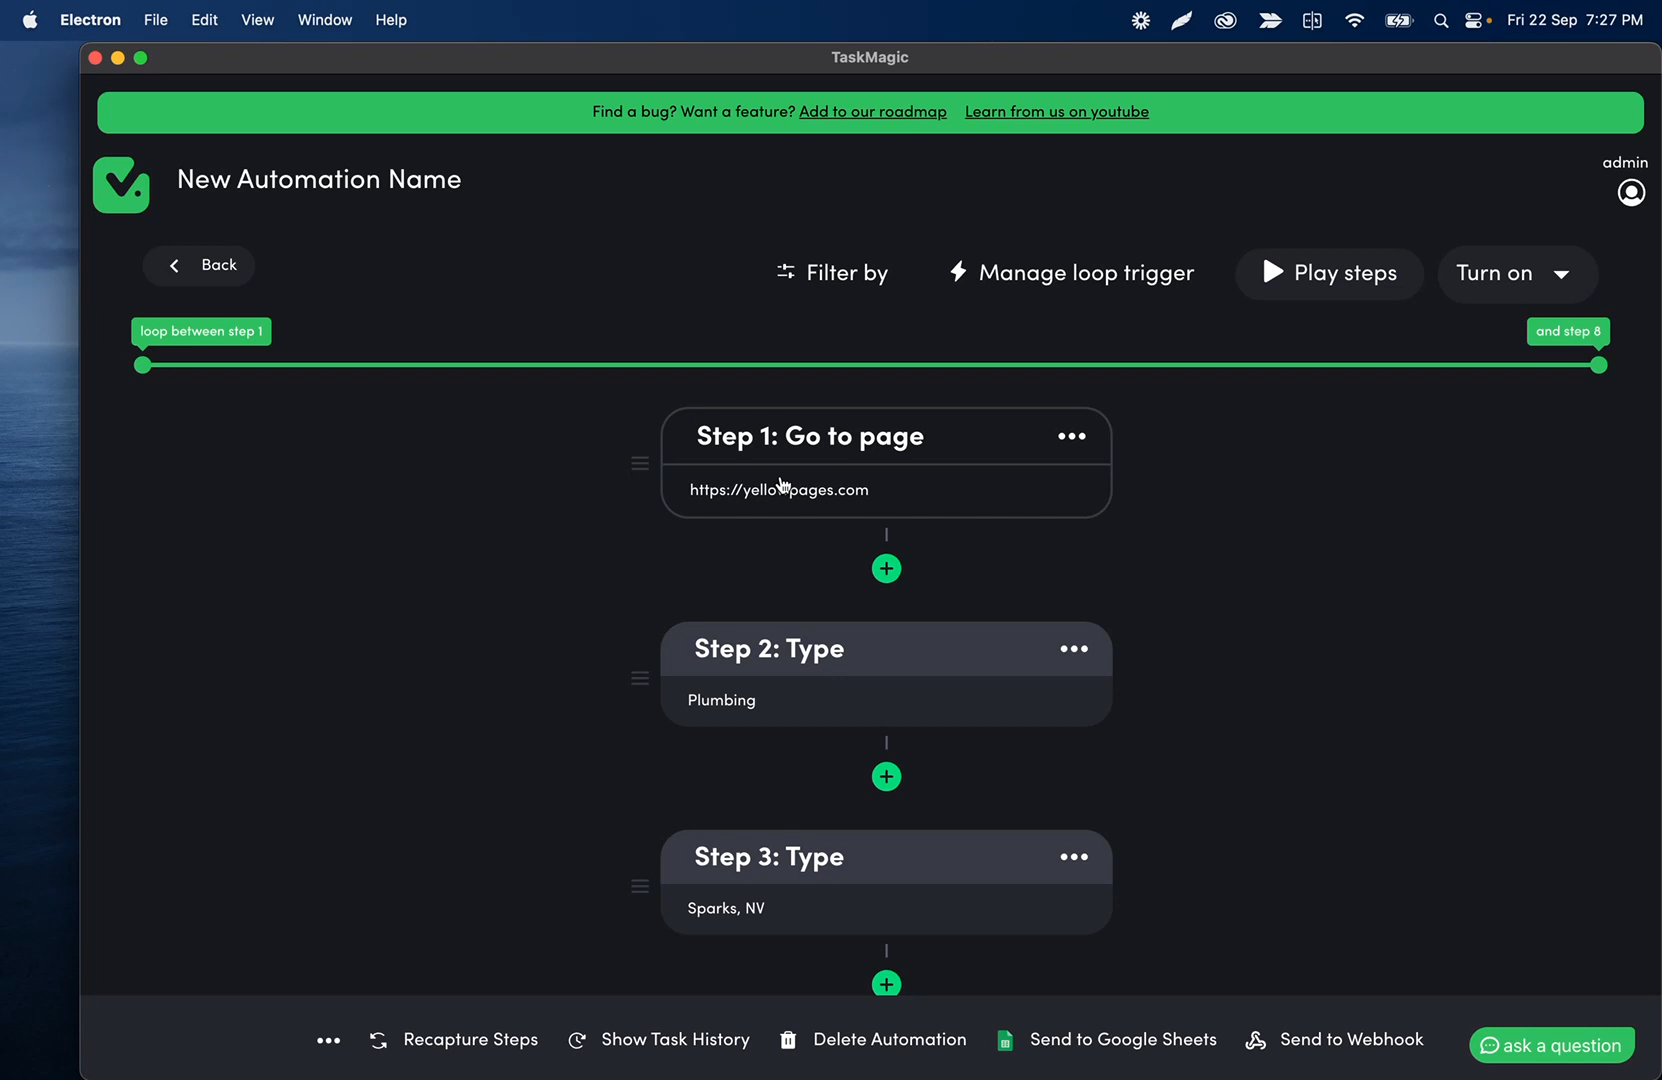 Electron File Edit View Window Help Fri 22 Sep 7:27 PM
TaskMagic
Find a bug? Want a feature? Add to our roadmap Learn from us on youtube
New Automation Name
admin
Back
Filter by
Manage loop trigger
Play steps
Turn on
loop between step 1
and step 8
Step 1: Go to page
https://yellowpages.com
Step 2: Type
Plumbing
Step 3: Type
Sparks, NV
Recapture Steps
Show Task History
Delete Automation
Send to Google Sheets
Send to Webhook
ask a question